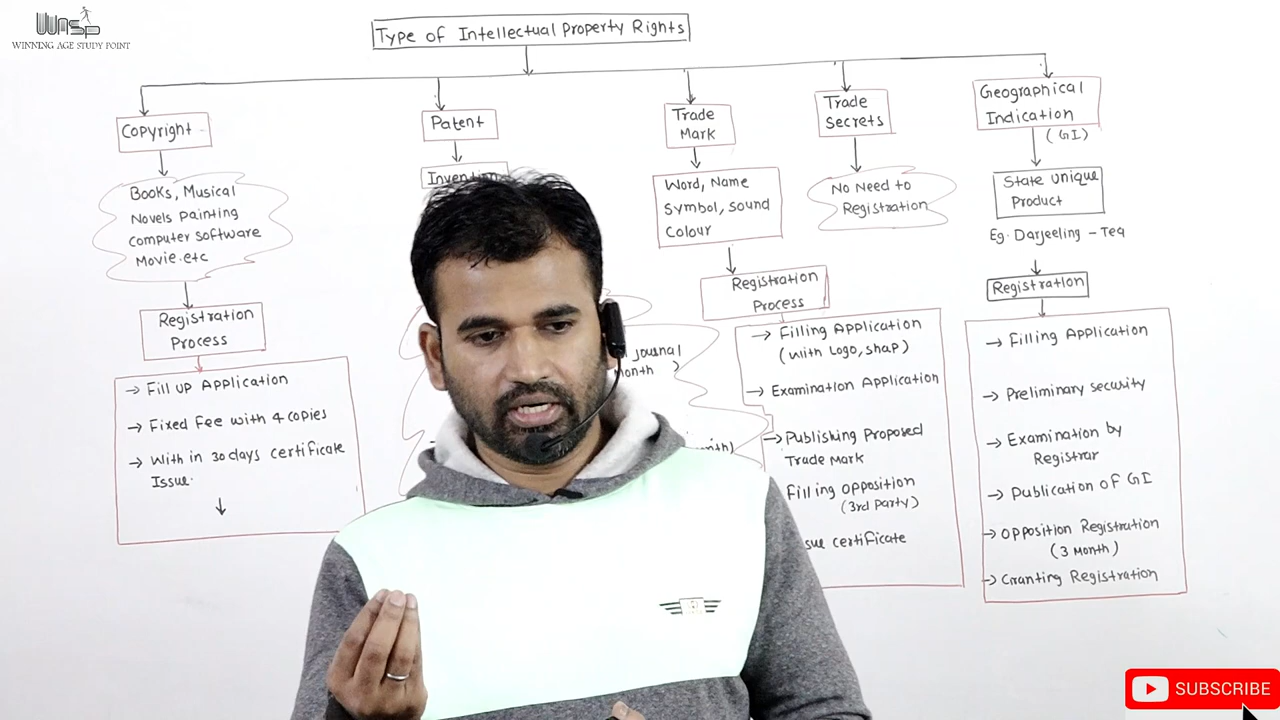 WASP
WINNING AGE STUDY POINT
Type of Intellectual Property Rights
Copyright
Books, Musical
Novels Painting
Computer Software
Movie.etc
Registration
Process
→ Fill up Application
→ Fixed Fee with 4 copies
→ With in 30days certificate
Issue.
Patent
journal
Trade
Mark
Word, Name
Symbol, Sound
Colour
Registration
Process
→ Filling Application
(with Logo, Shap)
→ Examination Application
→ Publishing Proposed
Trade Mark
Filling opposition
(3rd Party)
certificate
Trade
Secrets
No Need to
Registration
Geographical
Indication
(GI)
State unique
Product
Eg. Darjeeling - Tea
Registration
→ Filling Application
→ Preliminary security
→ Examination by
Registrar
→ Publication of GI
→ Opposition Registration
(3 Month)
→ Granting Registration
SUBSCRIBE